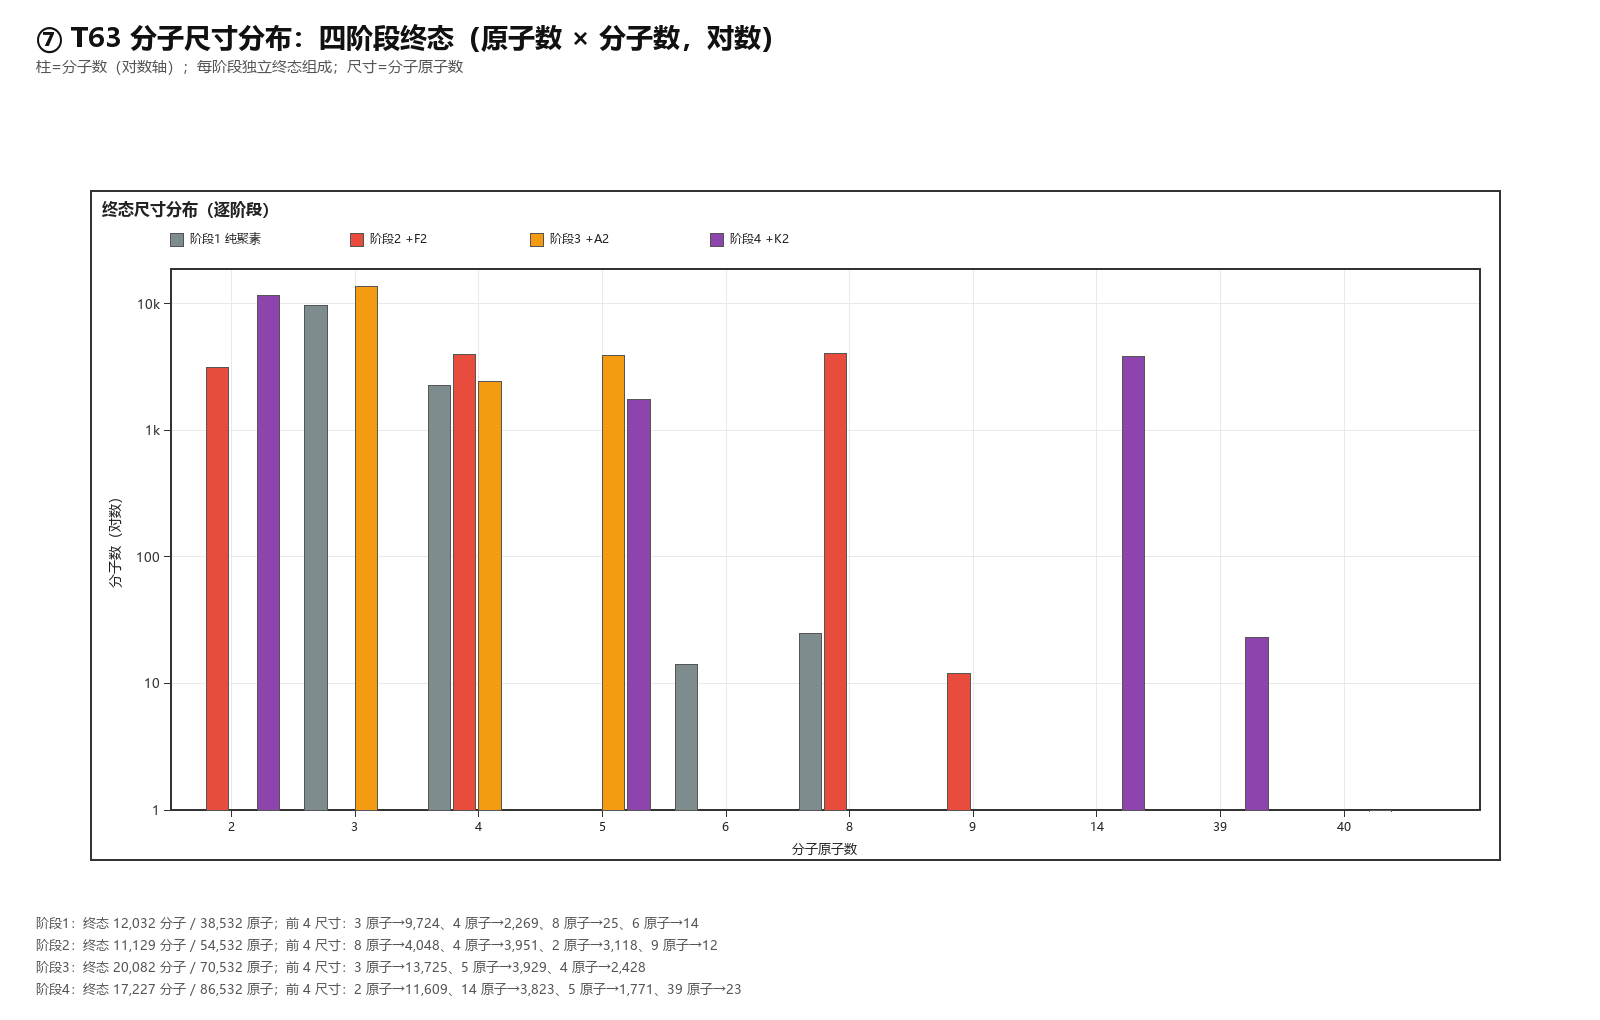 ⑦ T63 分子尺寸分布：四阶段终态（原子数 × 分子数，对数）
柱=分子数（对数轴）；每阶段独立终态组成；尺寸=分子原子数
终态尺寸分布（逐阶段）
阶段1 纯聚素
阶段2 +F2
阶段3 +A2
阶段4 +K2
10k
1k
100
10
1
分子数（对数）
2
3
4
5
6
8
9
14
39
40
分子原子数
阶段1：终态 12,032 分子 / 38,532 原子；前 4 尺寸：3 原子→9,724、4 原子→2,269、8 原子→25、6 原子→14
阶段2：终态 11,129 分子 / 54,532 原子；前 4 尺寸：8 原子→4,048、4 原子→3,951、2 原子→3,118、9 原子→12
阶段3：终态 20,082 分子 / 70,532 原子；前 4 尺寸：3 原子→13,725、5 原子→3,929、4 原子→2,428
阶段4：终态 17,227 分子 / 86,532 原子；前 4 尺寸：2 原子→11,609、14 原子→3,823、5 原子→1,771、39 原子→23